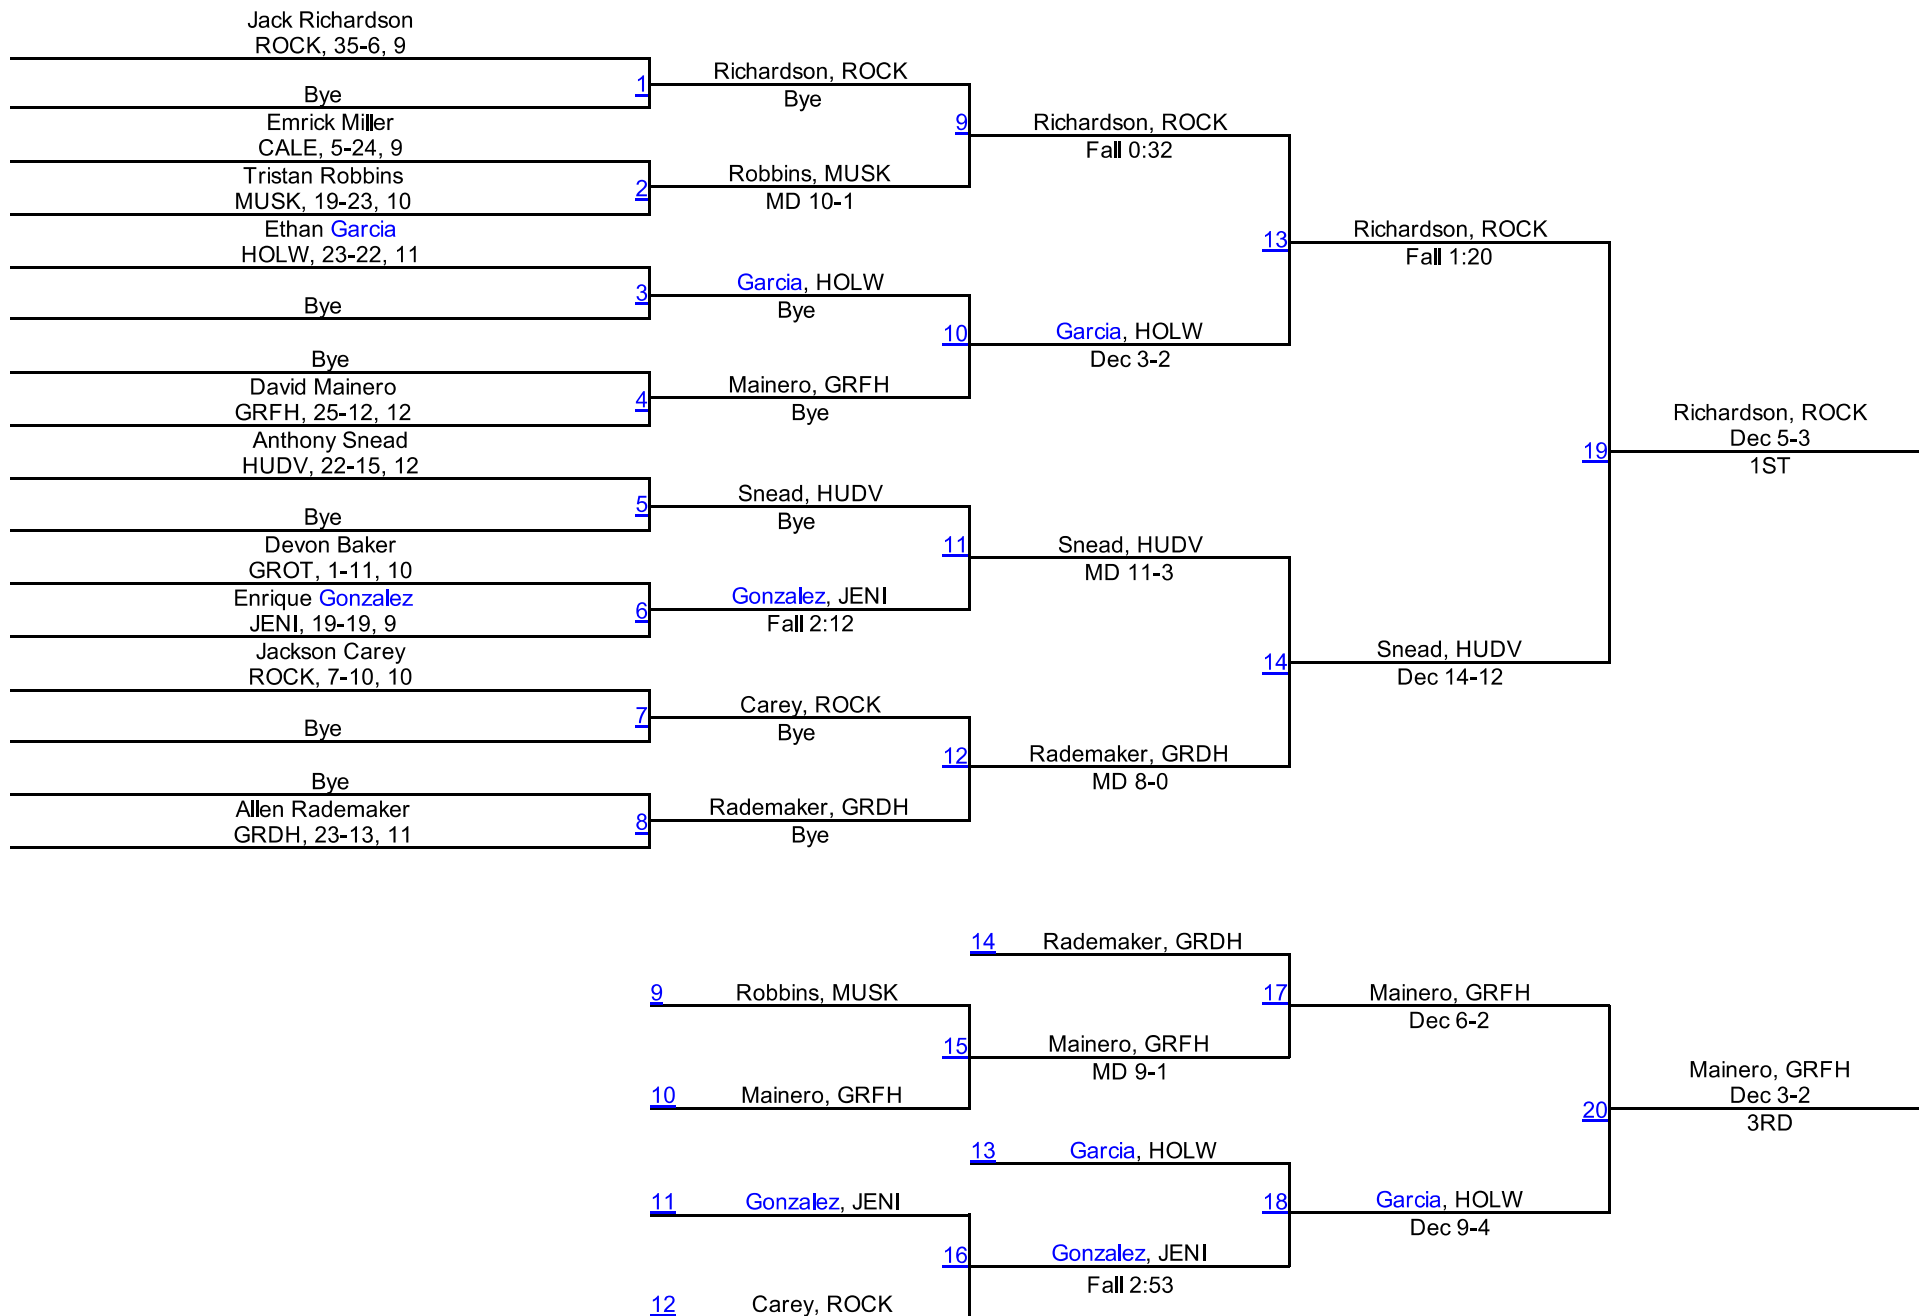 Jack Richardson
ROCK, 35-6, 9
Bye
1
Richardson, ROCK
Bye
Emrick Miller
CALE, 5-24, 9
Tristan Robbins
MUSK, 19-23, 10
2
Robbins, MUSK
MD 10-1
9
Richardson, ROCK
Fall 0:32
Ethan Garcia
HOLW, 23-22, 11
Bye
3
Garcia, HOLW
Bye
Bye
David Mainero
GRFH, 25-12, 12
4
Mainero, GRFH
Bye
10
Garcia, HOLW
Dec 3-2
13
Richardson, ROCK
Fall 1:20
Anthony Snead
HUDV, 22-15, 12
Bye
5
Snead, HUDV
Bye
Devon Baker
GROT, 1-11, 10
Enrique Gonzalez
JENI, 19-19, 9
6
Gonzalez, JENI
Fall 2:12
11
Snead, HUDV
MD 11-3
Jackson Carey
ROCK, 7-10, 10
Bye
7
Carey, ROCK
Bye
Bye
Allen Rademaker
GRDH, 23-13, 11
8
Rademaker, GRDH
Bye
12
Rademaker, GRDH
MD 8-0
14
Snead, HUDV
Dec 14-12
19
Richardson, ROCK
Dec 5-3
1ST
14
Rademaker, GRDH
9
Robbins, MUSK
10
Mainero, GRFH
15
Mainero, GRFH
MD 9-1
17
Mainero, GRFH
Dec 6-2
13
Garcia, HOLW
11
Gonzalez, JENI
12
Carey, ROCK
16
Gonzalez, JENI
Fall 2:53
18
Garcia, HOLW
Dec 9-4
20
Mainero, GRFH
Dec 3-2
3RD